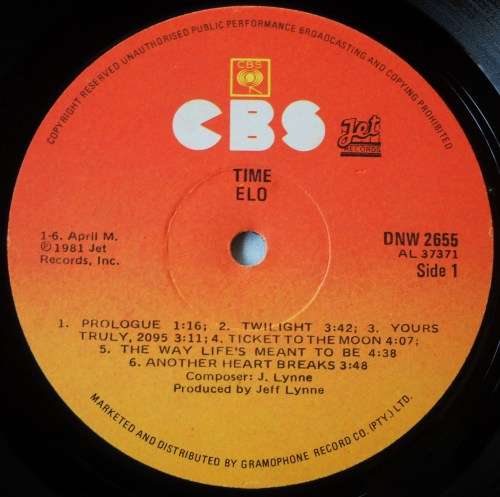 COPYRIGHT RESERVED UNAUTHORISED PUBLIC PERFORMANCE BROADCASTING AND COPYING PROHIBITED
CBS
CBS
Jet
RECORDS
TIME
ELO
1-6. April M.
℗1981 Jet
Records, Inc.
DNW 2655
AL 37371
Side 1
1. PROLOGUE 1:16; 2. TWILIGHT 3:42; 3. YOURS
TRULY, 2095 3:11; 4. TICKET TO THE MOON 4:07;
5. THE WAY LIFE'S MEANT TO BE 4:38
6. ANOTHER HEART BREAKS 3:48
Composer: J. Lynne
Produced by Jeff Lynne
MARKETED AND DISTRIBUTED BY GRAMOPHONE RECORD CO. (PTY.) LTD.